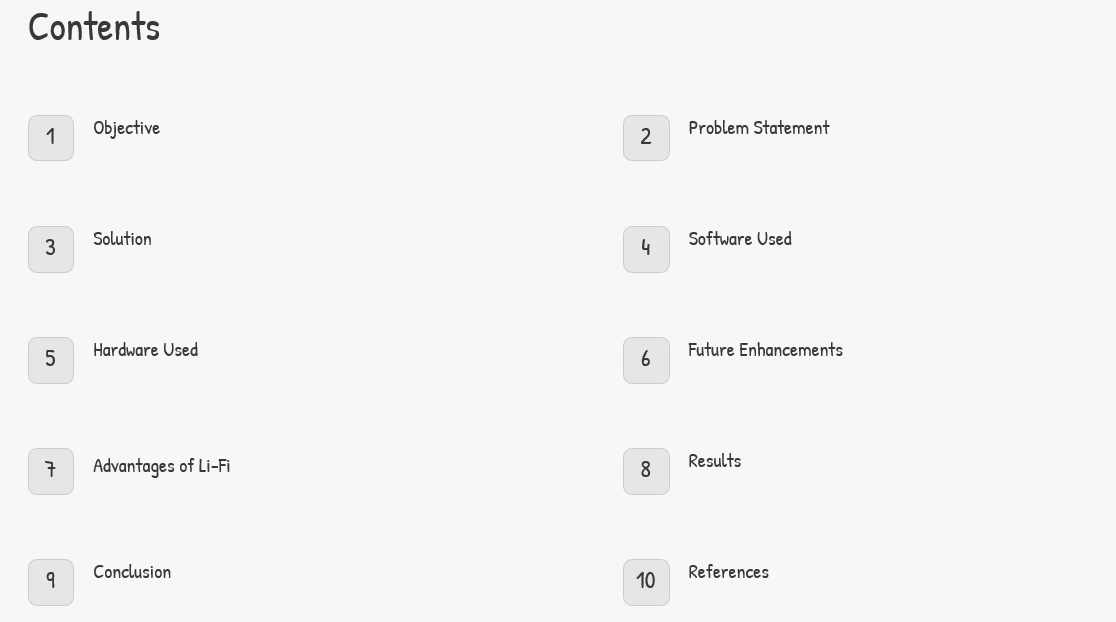 Contents
1 Objective
2 Problem Statement
3 Solution
4 Software Used
5 Hardware Used
6 Future Enhancements
7 Advantages of Li-Fi
8 Results
9 Conclusion
10 References